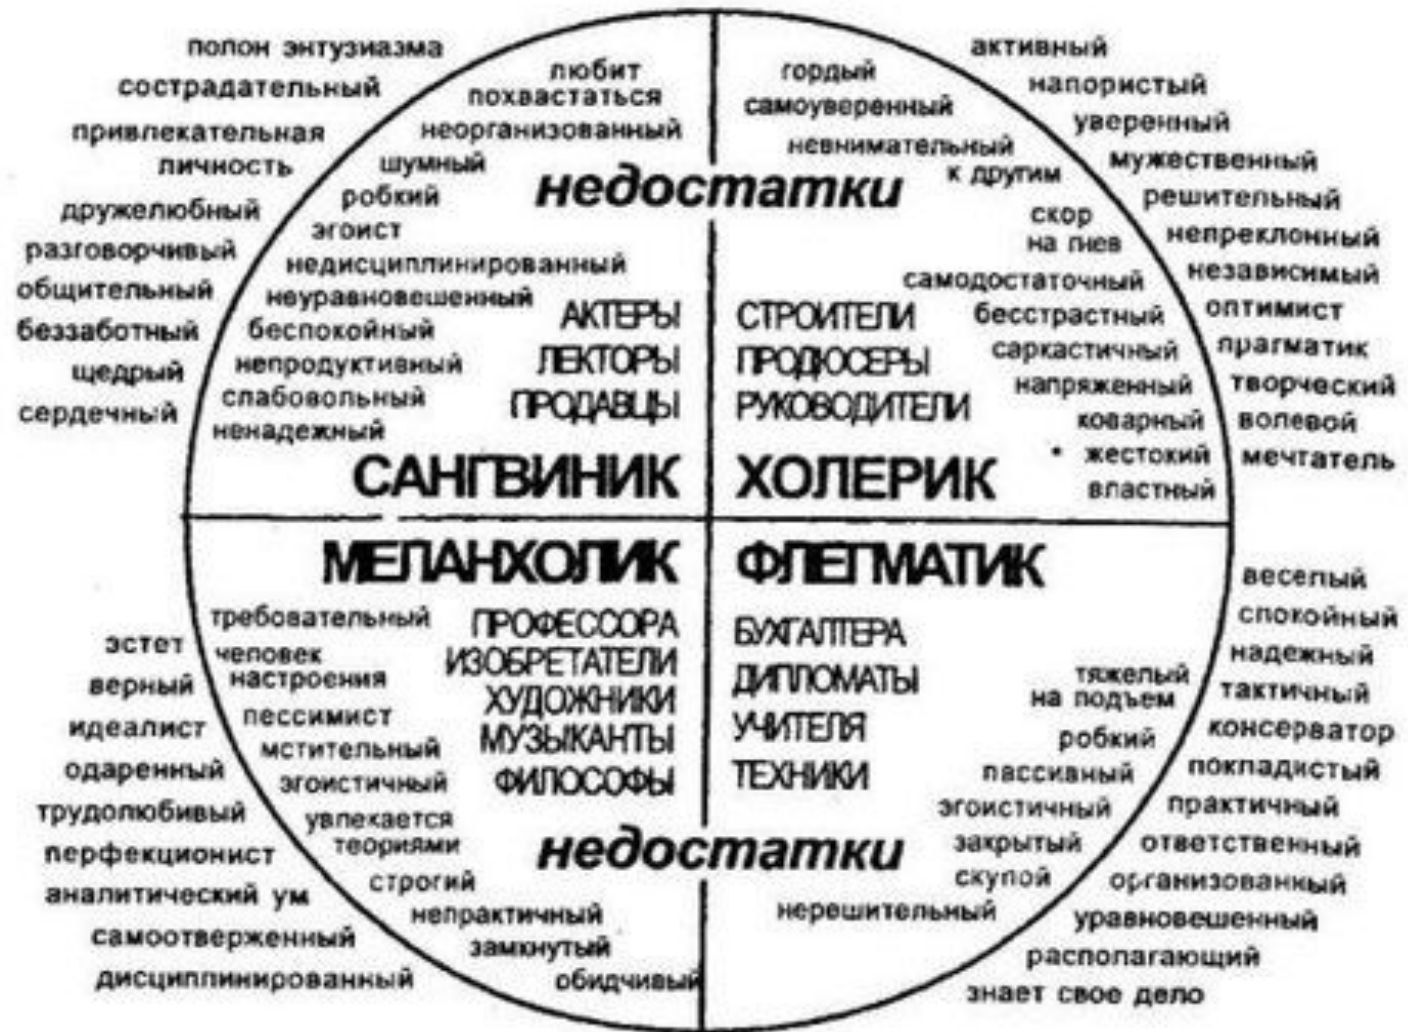 полон энтузиазма
сострадательный
привлекательная
личность
дружелюбный
разговорчивый
общительный
беззаботный
щедрый
сердечный
любит
похвастаться
неорганизованный
шумный
робкий
эгоист
недисциплинированный
неуравновешенный
беспокойный
непродуктивный
слабовольный
ненадежный
недостатки
АКТЕРЫ
ЛЕКТОРЫ
ПРОДАВЦЫ
САНГВИНИК
гордый
самоуверенный
невнимательный
к другим
скор
на гнев
самодостаточный
бесстрастный
саркастичный
напряженный
коварный
жестокий
властный
СТРОИТЕЛИ
ПРОДЮСЕРЫ
РУКОВОДИТЕЛИ
ХОЛЕРИК
активный
напористый
уверенный
мужественный
решительный
непреклонный
независимый
оптимист
прагматик
творческий
волевой
мечтатель
МЕЛАНХОЛИК
ПРОФЕССОРА
ИЗОБРЕТАТЕЛИ
ХУДОЖНИКИ
МУЗЫКАНТЫ
ФИЛОСОФЫ
требовательный
человек
настроения
пессимист
мстительный
эгоистичный
увлекается
теориями
строгий
непрактичный
замкнутый
обидчивый
эстет
верный
идеалист
одаренный
трудолюбивый
перфекционист
аналитический ум
самоотверженный
дисциплинированный
ФЛЕГМАТИК
БУХГАЛТЕРА
ДИПЛОМАТЫ
УЧИТЕЛЯ
ТЕХНИКИ
недостатки
тяжелый
на подъем
робкий
пассивный
эгоистичный
закрытый
скупой
нерешительный
веселый
спокойный
надежный
тактичный
консерватор
покладистый
практичный
ответственный
организованный
уравновешенный
располагающий
знает свое дело